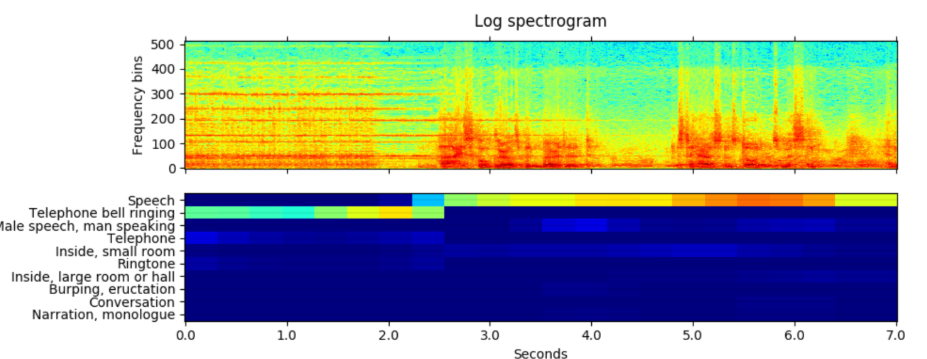 Log spectrogram
500
400
300
200
100
0
Frequency bins
Speech
Telephone bell ringing
Male speech, man speaking
Telephone
Inside, small room
Ringtone
Inside, large room or hall
Burping, eructation
Conversation
Narration, monologue
0.0 1.0 2.0 3.0 4.0 5.0 6.0 7.0
Seconds